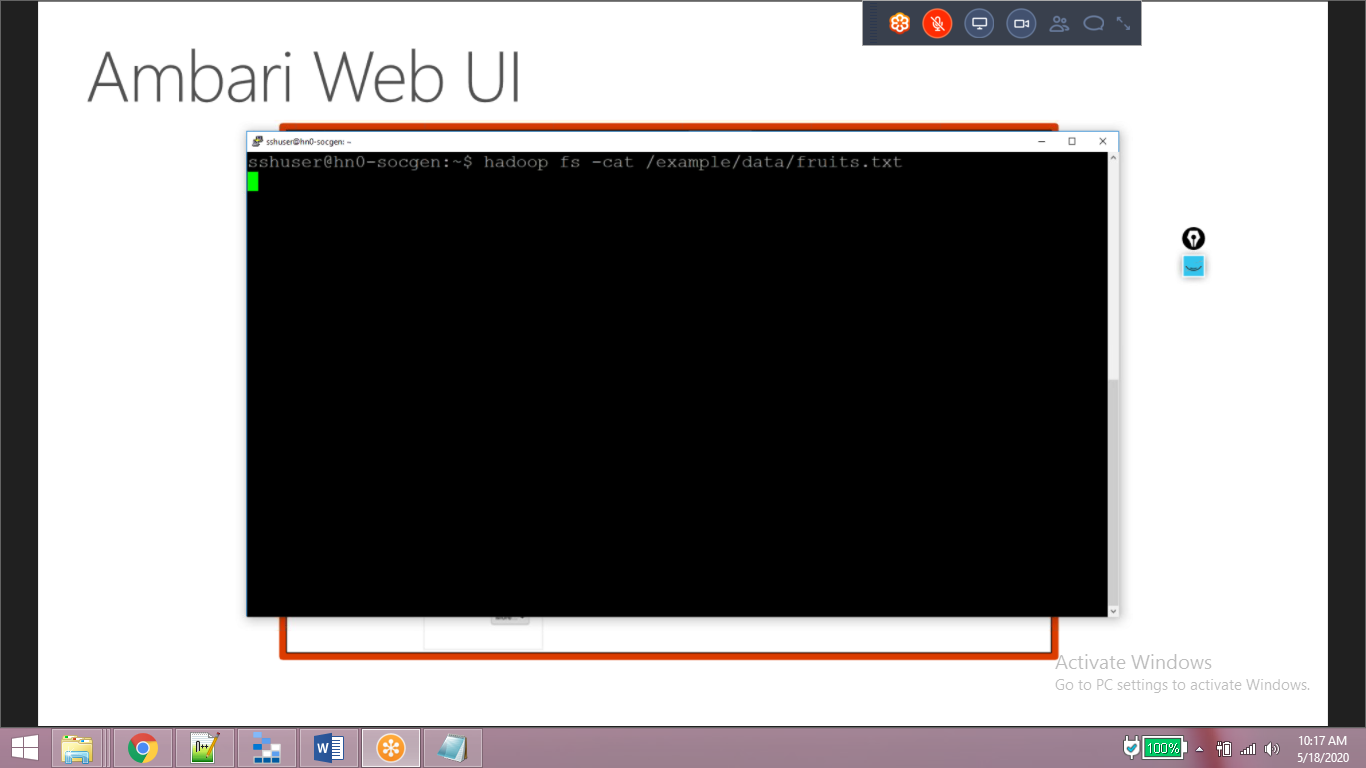 Ambari Web UI
sshuser@hn0-socgen: ~
sshuser@hn0-socgen:~$ hadoop fs -cat /example/data/fruits.txt
Activate Windows
Go to PC settings to activate Windows.
100%
10:17 AM
5/18/2020